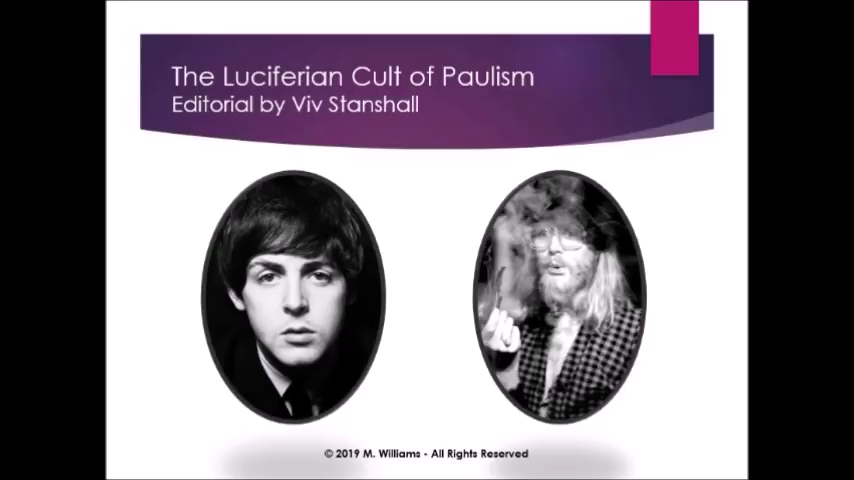 The Luciferian Cult of Paulism
Editorial by Viv Stanshall
© 2019 M. Williams - All Rights Reserved